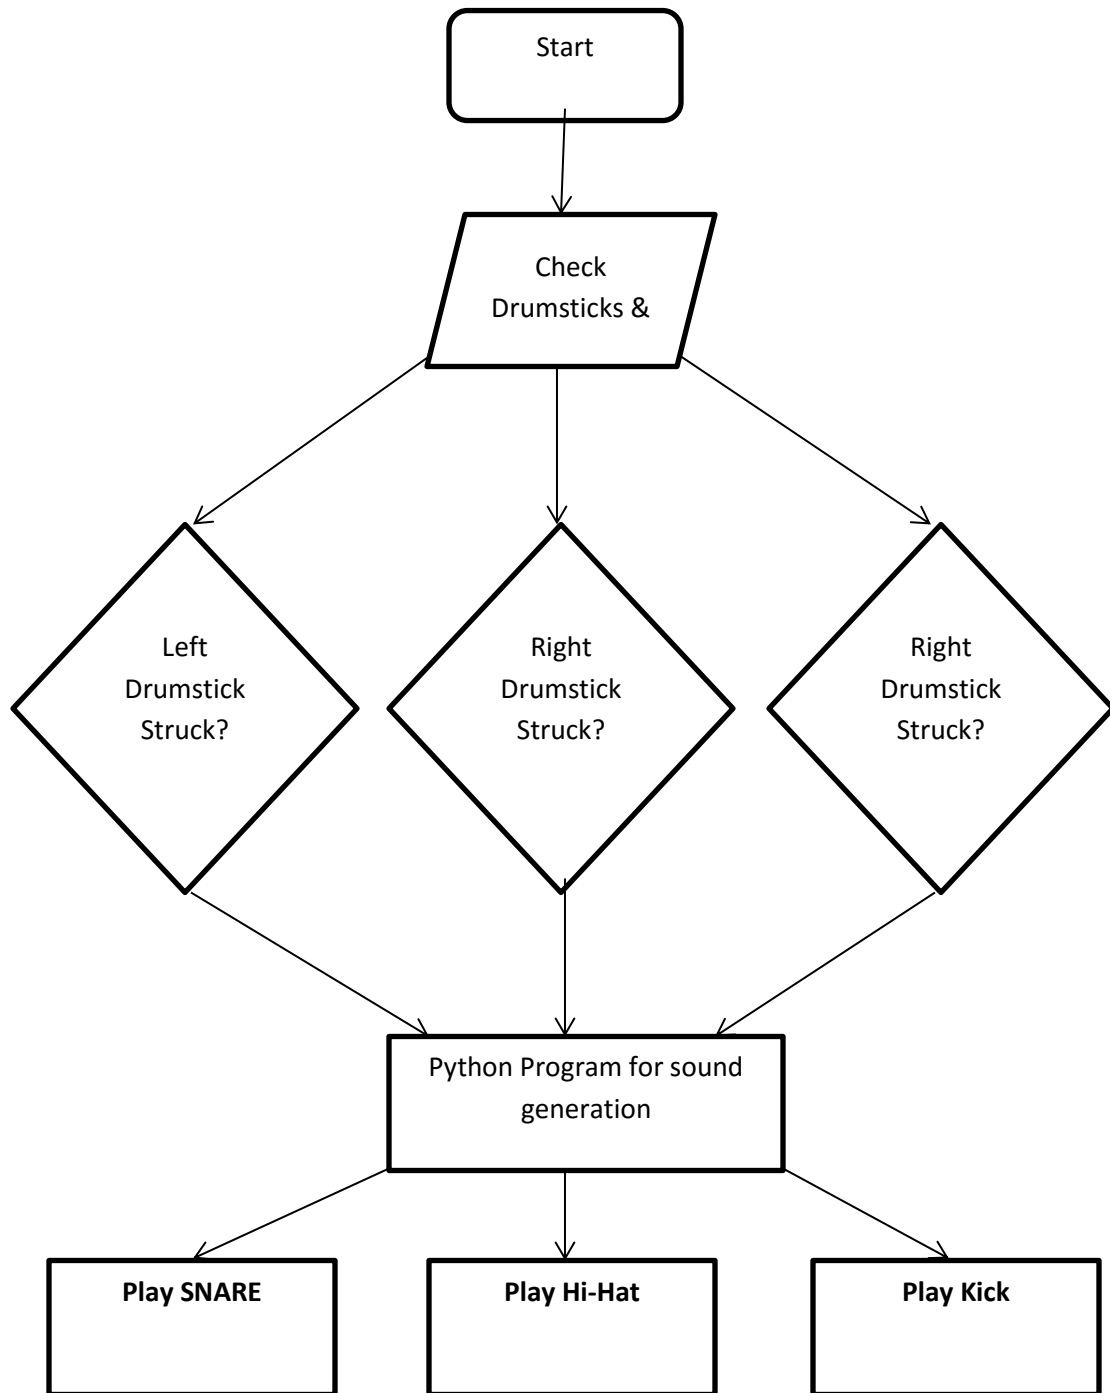 Start
Check
Drumsticks &
Left
Drumstick
Struck?
Right
Drumstick
Struck?
Right
Drumstick
Struck?
Python Program for sound
generation
Play SNARE
Play Hi-Hat
Play Kick